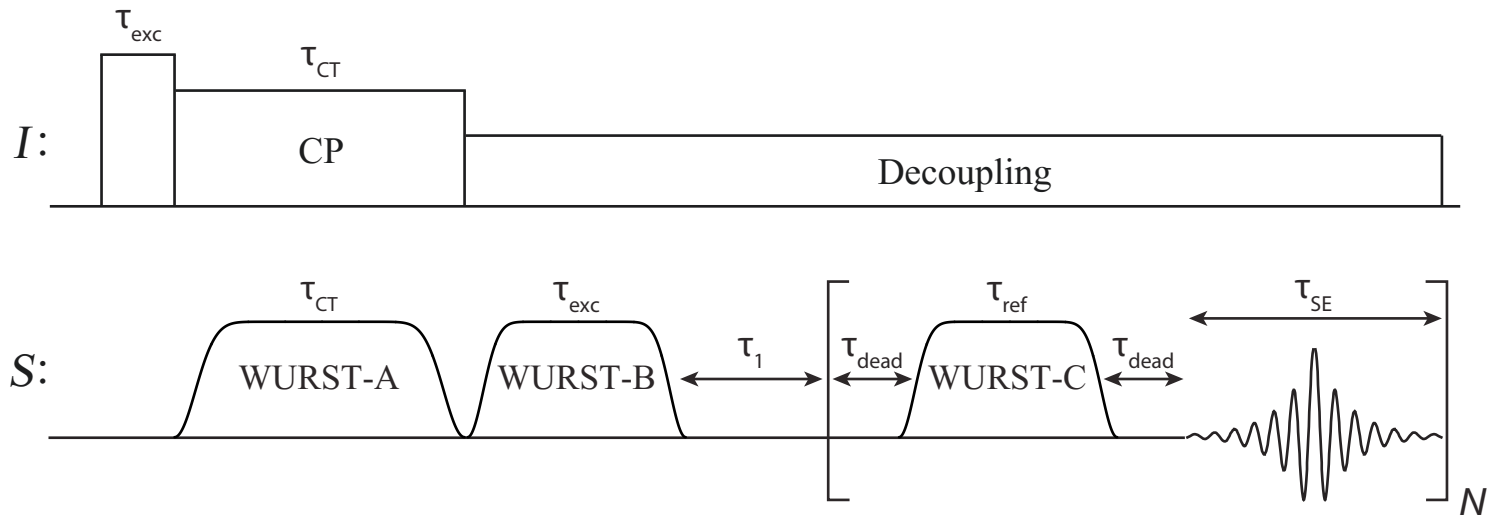 τexc
τCT
I:
CP
Decoupling
τCT
τexc
τref
τSE
S:
WURST-A
WURST-B
τ1
τdead
WURST-C
τdead
N